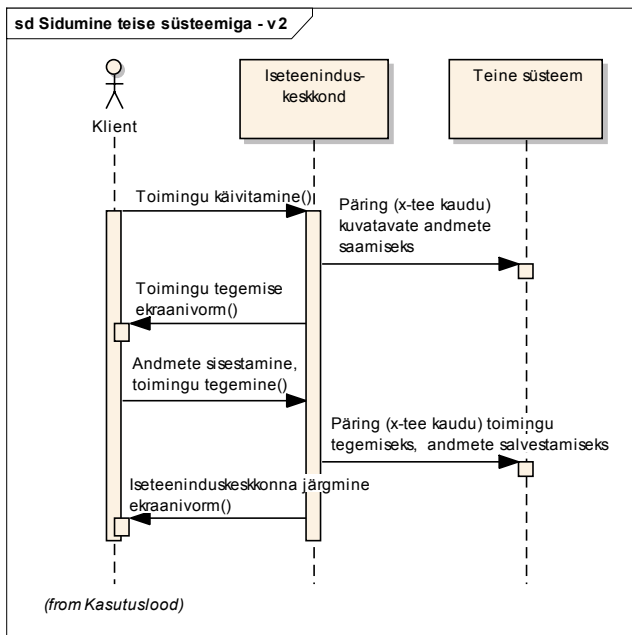 sd Sidumine teise süsteemiga - v2
Iseteenindus-
keskkond
Teine süsteem
Klient
Toimingu käivitamine()
Päring (x-tee kaudu)
kuvatavate andmete
saamiseks
Toimingu tegemise
ekraanivorm()
Andmete sisestamine,
toimingu tegemine()
Päring (x-tee kaudu) toimingu
tegemiseks, andmete salvestamiseks
Iseteeninduskeskkonna järgmine
ekraanivorm()
(from Kasutuslood)